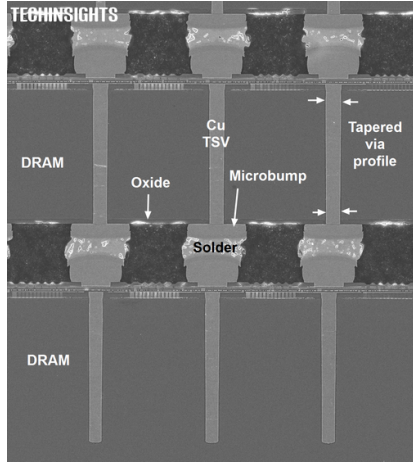 TECHINSIGHTS
Cu
TSV
Tapered
via
profile
DRAM
Oxide
Microbump
Solder
DRAM